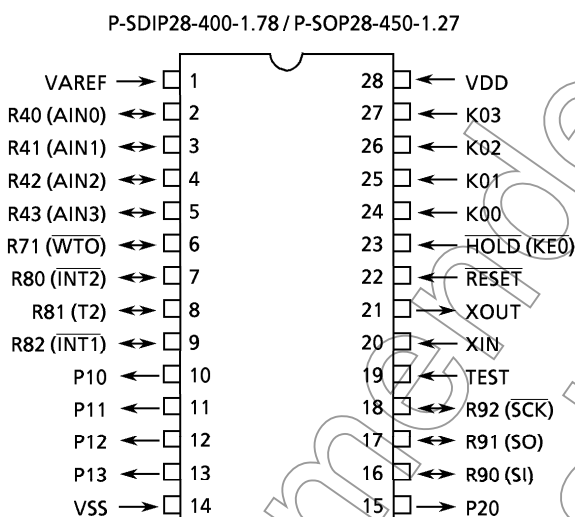 P-SDIP28-400-1.78 / P-SOP28-450-1.27
VAREF 1 28 VDD
R40 (AIN0) 2 27 K03
R41 (AIN1) 3 26 K02
R42 (AIN2) 4 25 K01
R43 (AIN3) 5 24 K00
R71 (WTO) 6 23 HOLD (KE0)
R80 (INT2) 7 22 RESET
R81 (T2) 8 21 XOUT
R82 (INT1) 9 20 XIN
P10 10 19 TEST
P11 11 18 R92 (SCK)
P12 12 17 R91 (SO)
P13 13 16 R90 (SI)
VSS 14 15 P20